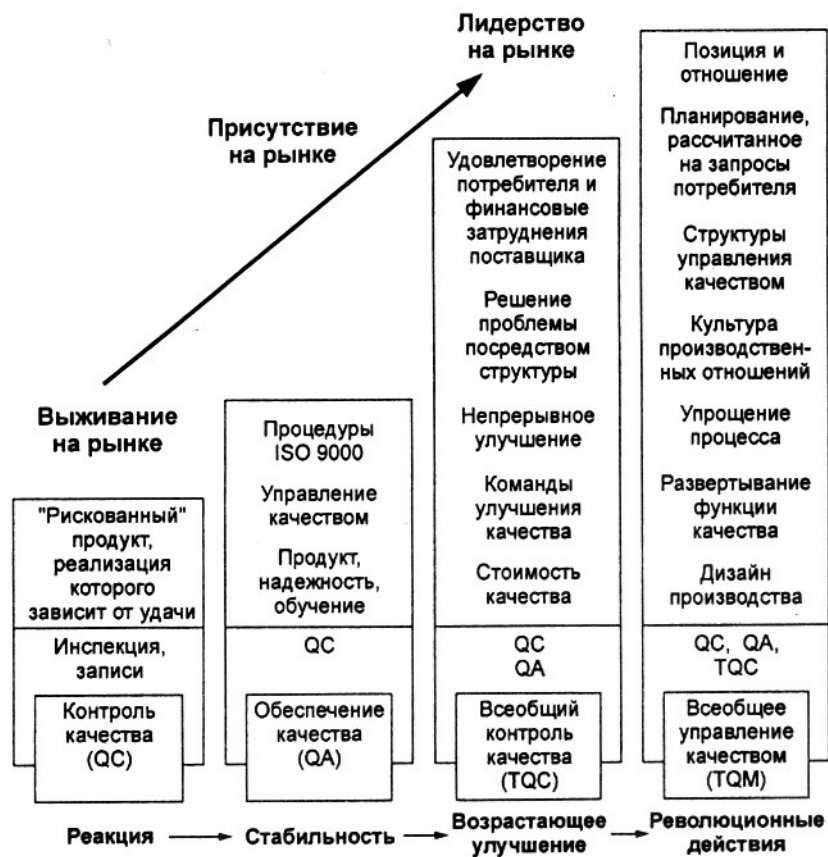 Лидерство
на рынке
Присутствие
на рынке
Выживание
на рынке
"Рискованный"
продукт,
реализация
которого
зависит от удачи
Инспекция,
записи
Контроль
качества
(QC)
Процедуры
ISO 9000
Управление
качеством
Продукт,
надежность,
обучение
QC
Обеспечение
качества
(QA)
Удовлетворение
потребителя и
финансовые
затруднения
поставщика
Решение
проблемы
посредством
структуры
Непрерывное
улучшение
Команды
улучшения
качества
Стоимость
качества
QC
QA
Всеобщий
контроль
качества
(TQC)
Позиция и
отношение
Планирование,
рассчитанное
на запросы
потребителя
Структуры
управления
качеством
Культура
производствен-
ных отношений
Упрощение
процесса
Развертывание
функции
качества
Дизайн
производства
QC, QA,
TQC
Всеобщее
управление
качеством
(TQM)
Реакция
Стабильность
Возрастающее
улучшение
Революционные
действия